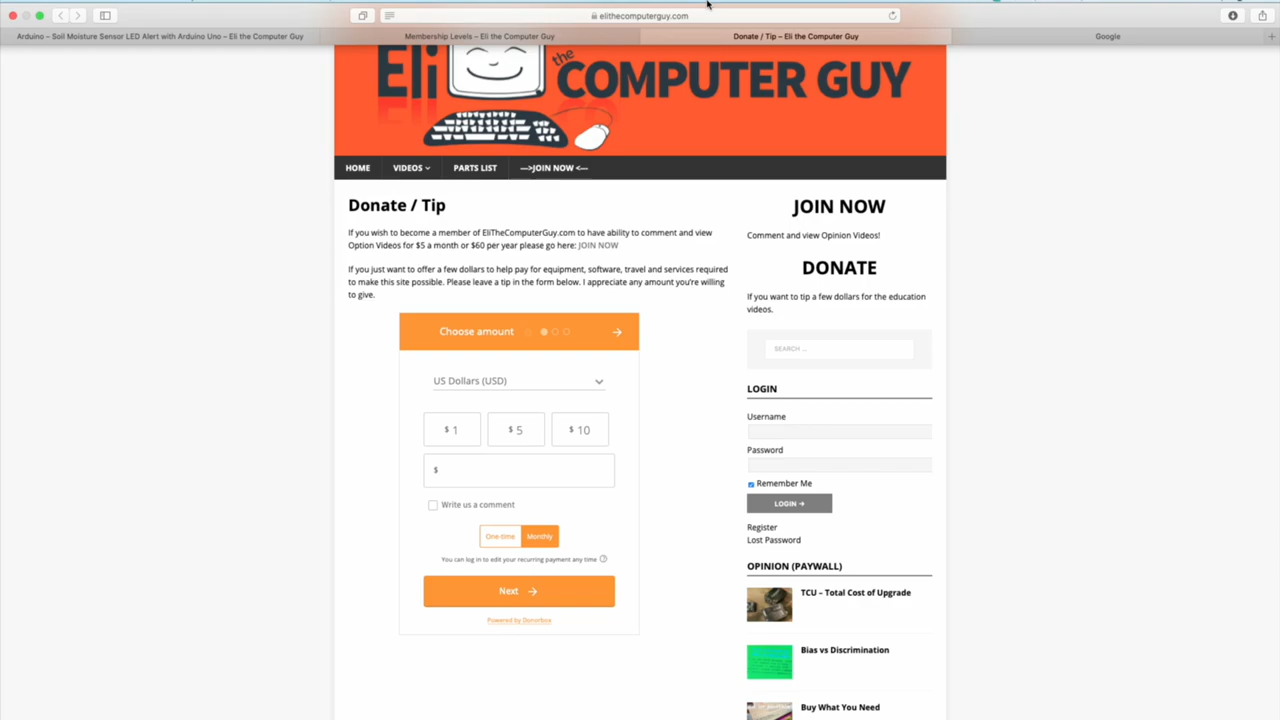 elithecomputerguy.com
Arduino – Soil Moisture Sensor LED Alert with Arduino Uno – Eli the Computer Guy
Membership Levels – Eli the Computer Guy
Donate / Tip – Eli the Computer Guy
Google
Eli the COMPUTER GUY
HOME
VIDEOS
PARTS LIST
--->JOIN NOW <---
Donate / Tip
If you wish to become a member of EliTheComputerGuy.com to have ability to comment and view
Option Videos for $5 a month or $60 per year please go here: JOIN NOW
If you just want to offer a few dollars to help pay for equipment, software, travel and services required
to make this site possible. Please leave a tip in the form below. I appreciate any amount you're willing
to give.
Choose amount
US Dollars (USD)
$ 1
$ 5
$ 10
$
Write us a comment
One-time
Monthly
You can log in to edit your recurring payment any time ?
Next
Powered by Donorbox
JOIN NOW
Comment and view Opinion Videos!
DONATE
If you want to tip a few dollars for the education
videos.
SEARCH ...
LOGIN
Username
Password
Remember Me
LOGIN →
Register
Lost Password
OPINION (PAYWALL)
TCU – Total Cost of Upgrade
Bias vs Discrimination
Buy What You Need